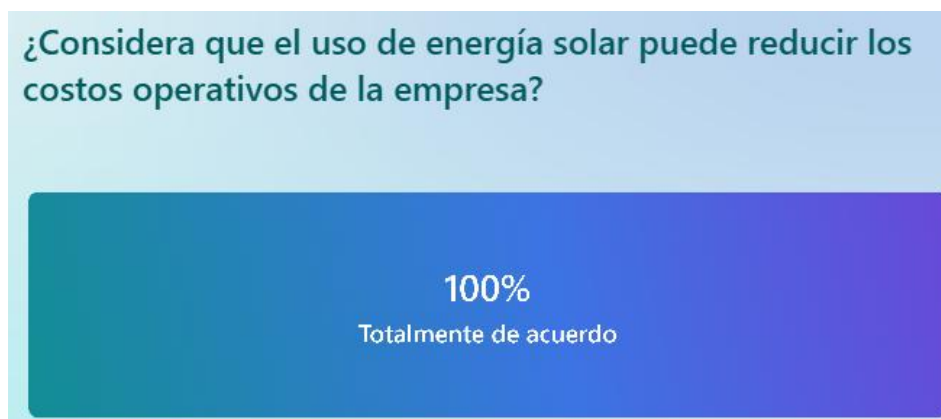 ¿Considera que el uso de energía solar puede reducir los
costos operativos de la empresa?
100%
Totalmente de acuerdo